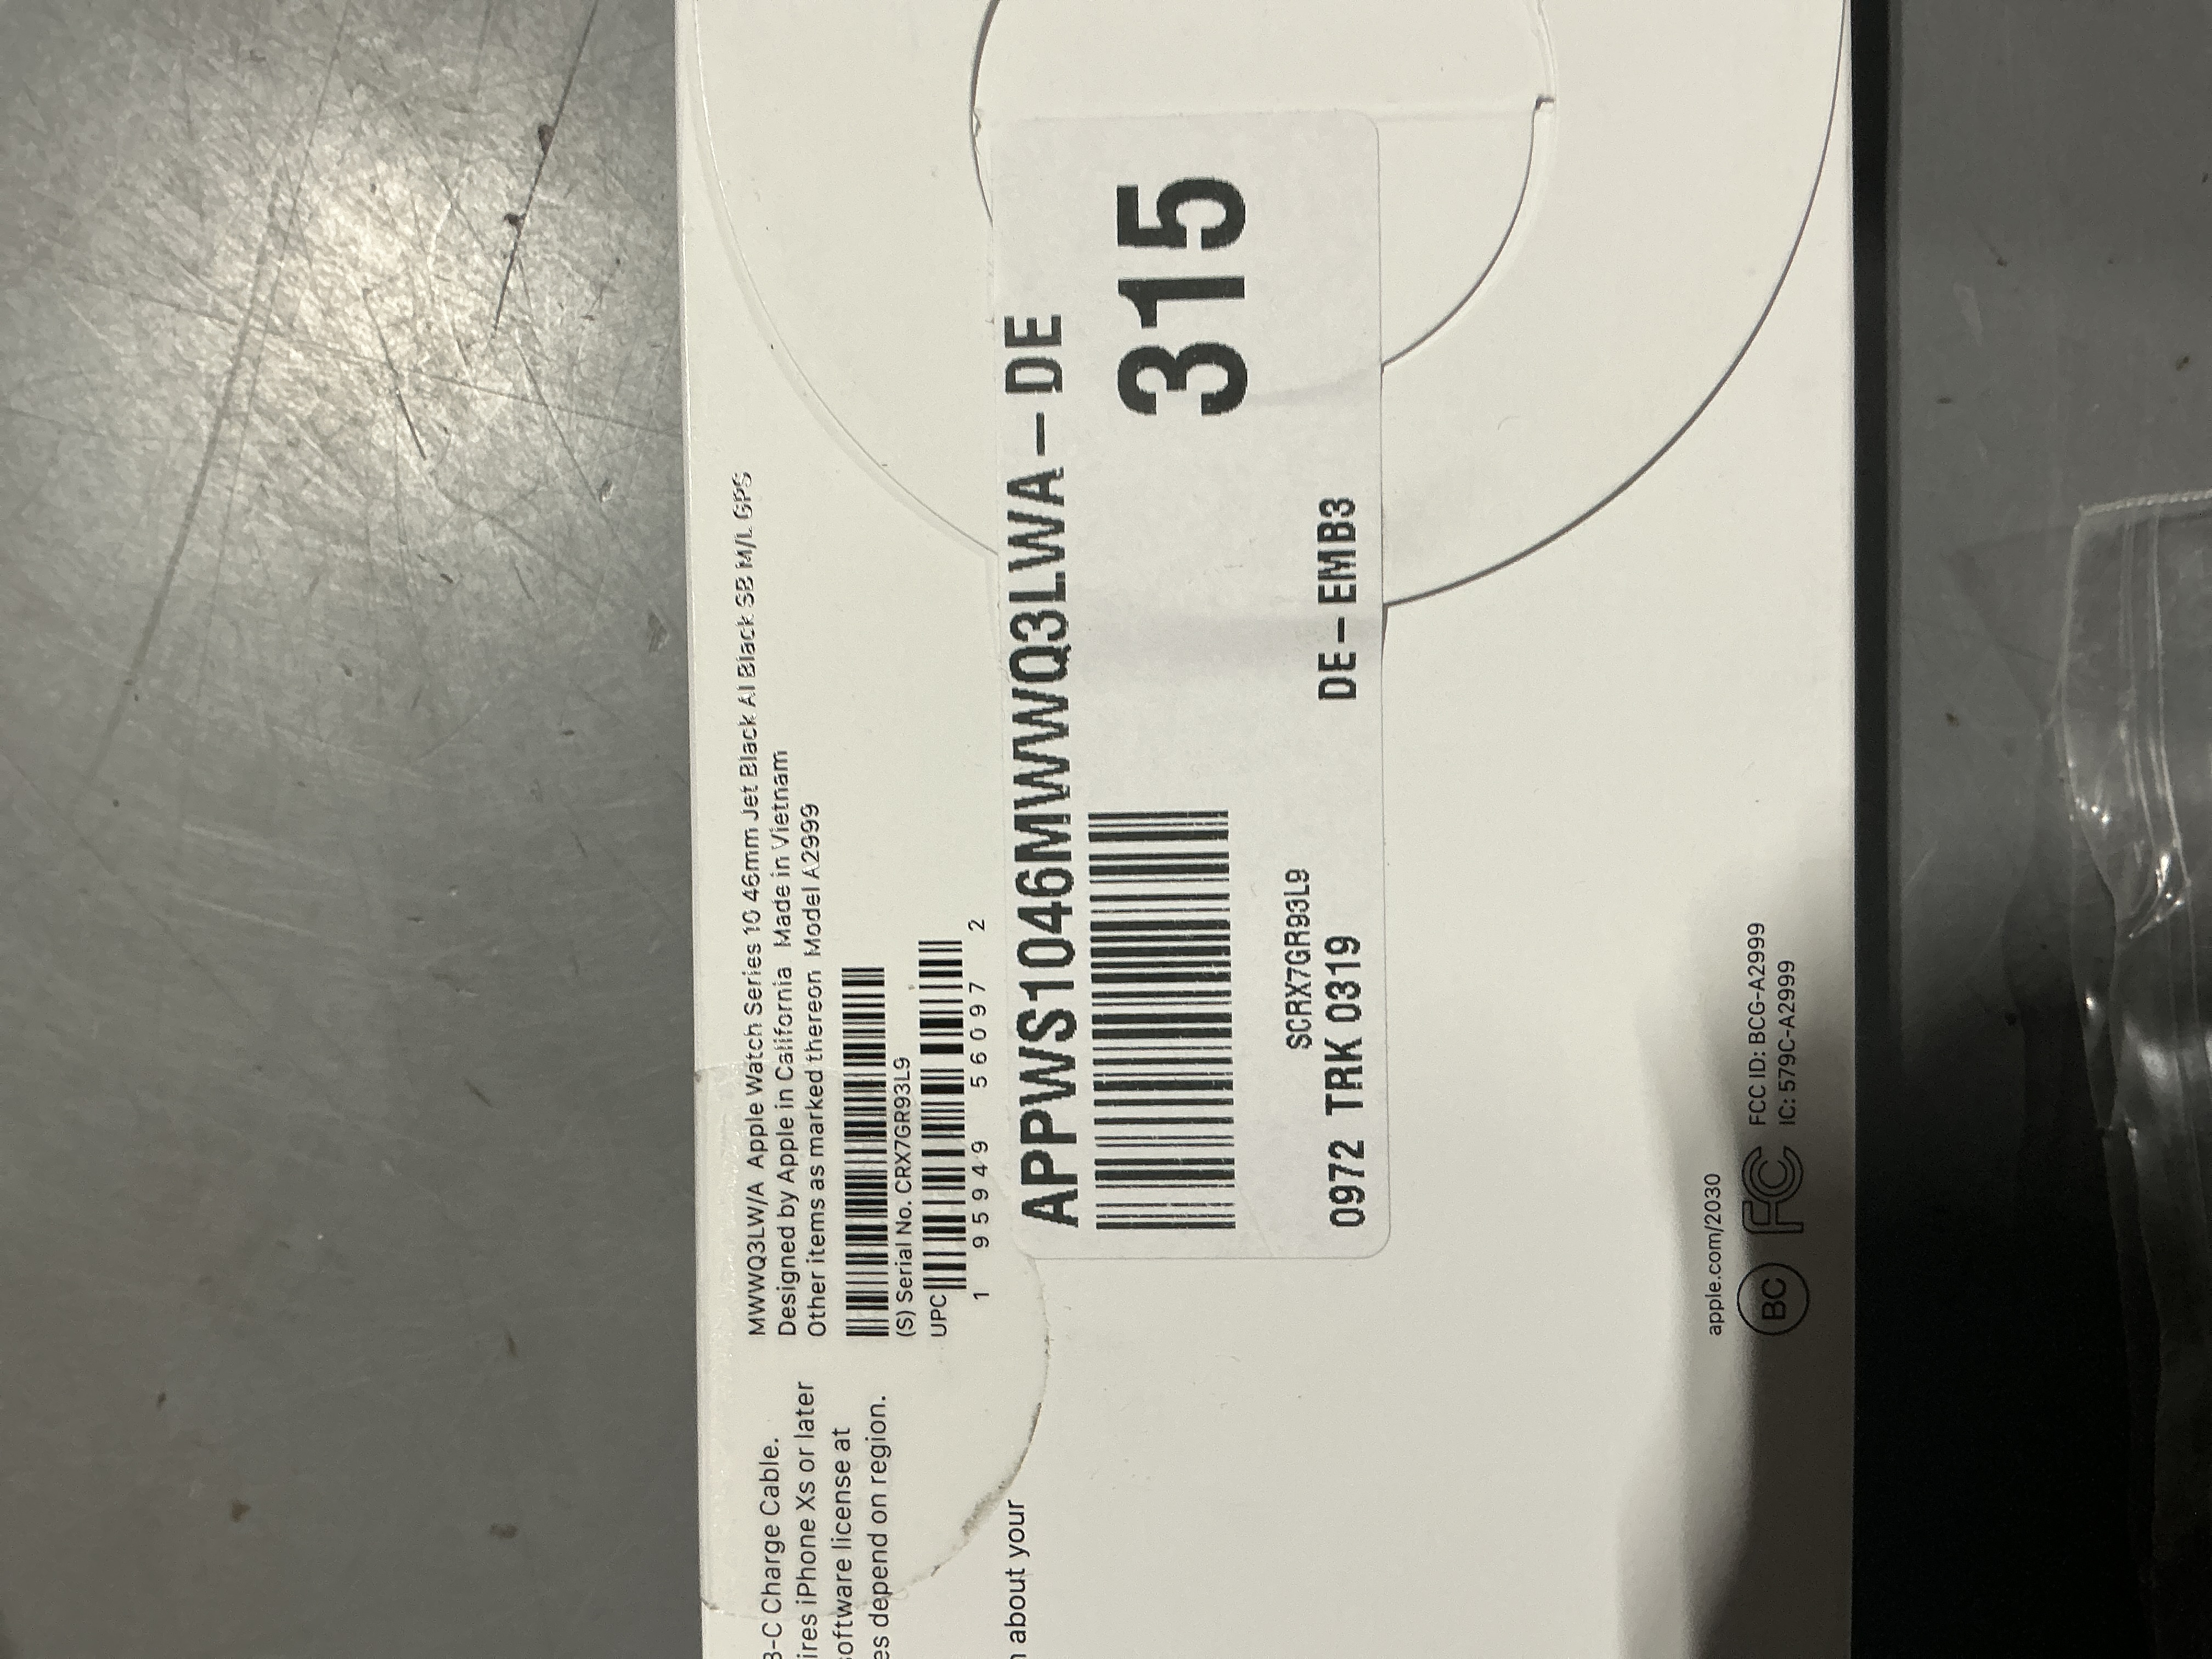 MWWQ3LW/A Apple Watch Series 10 46mm Jet Black Al Black SB M/L GPS
Designed by Apple in California Made in Vietnam
Other items as marked thereon Model A2999
(S) Serial No. CRX7GR93L9
UPC
1 95949 56097 2
APPWS1046MWWQ3LWA-DE
315
SCRX7GR93L9
0972 TRK 0319
DE-EMB3
-C Charge Cable.
ires iPhone Xs or later
oftware license at
es depend on region.
about your
apple.com/2030
BC
FC
FCC ID: BCG-A2999
IC: 579C-A2999